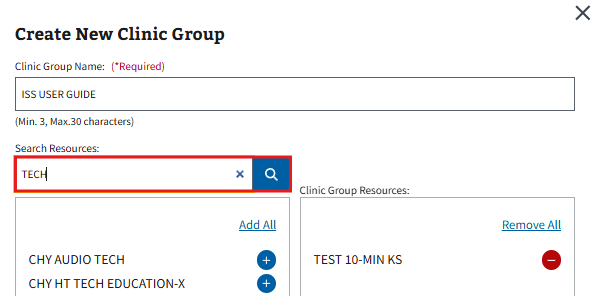 Create New Clinic Group
Clinic Group Name: (*Required)
ISS USER GUIDE
(Min. 3, Max.30 characters)
Search Resources:
TECH
Clinic Group Resources:
Add All
Remove All
CHY AUDIO TECH
TEST 10-MIN KS
CHY HT TECH EDUCATION-X